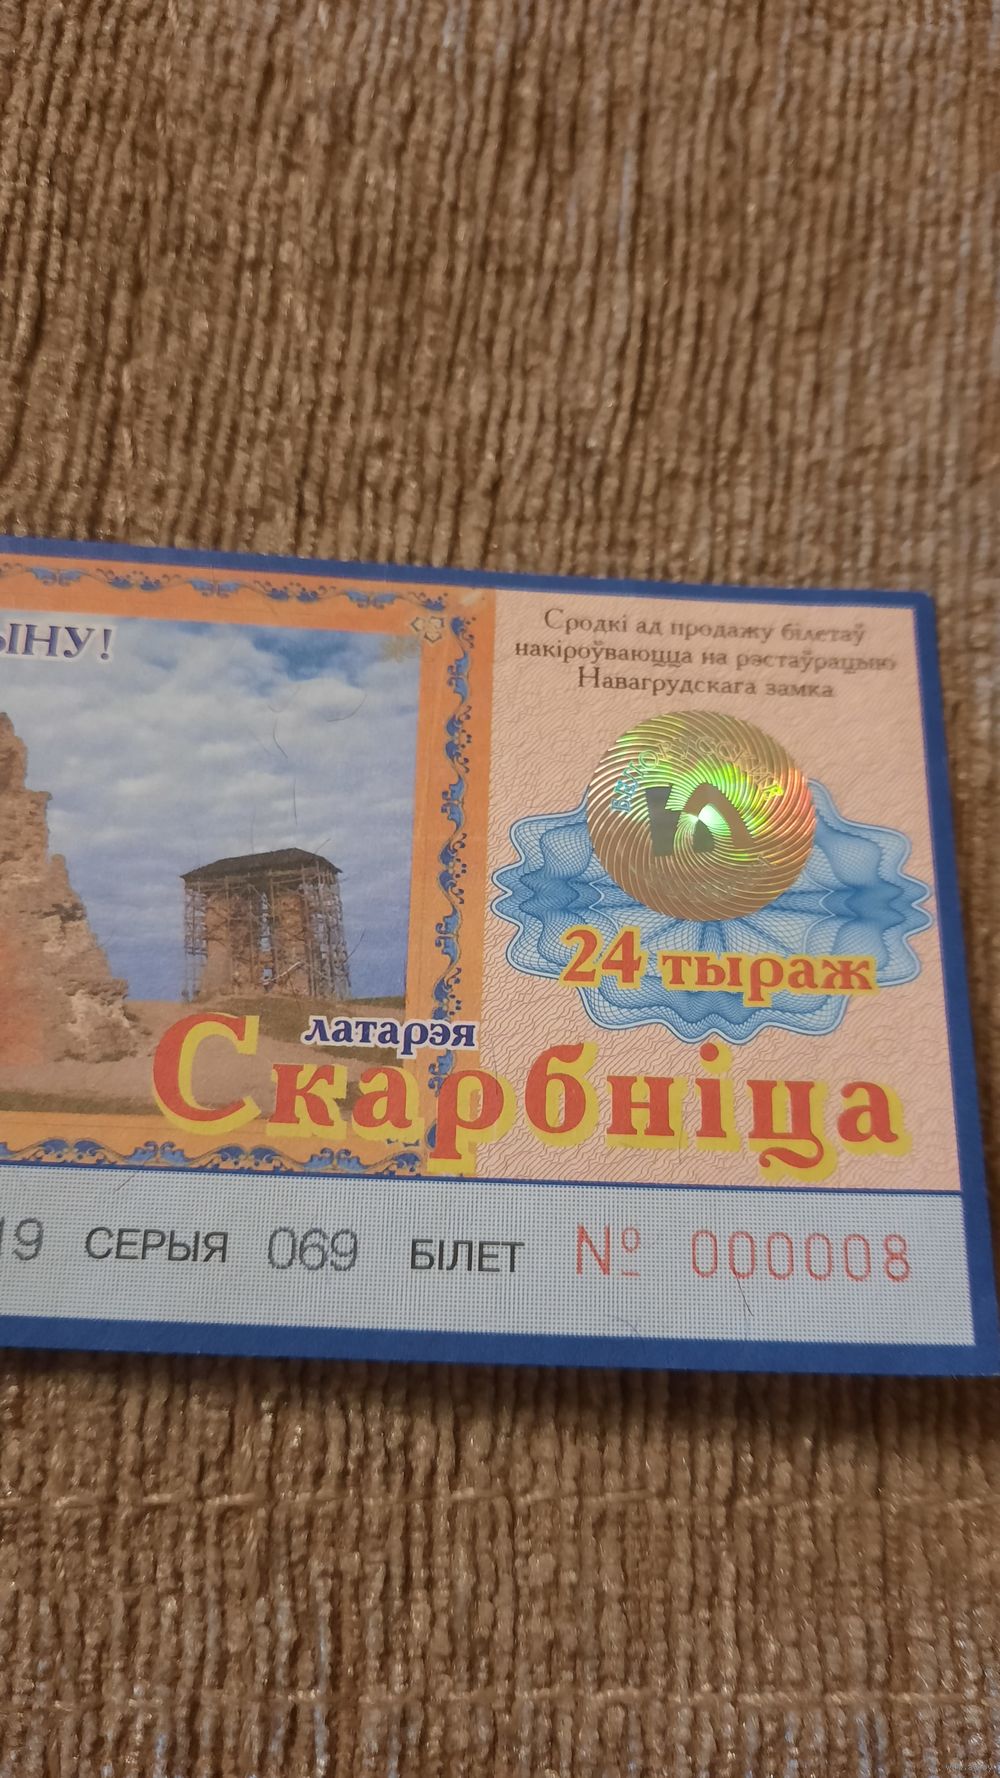 ЫНУ!
Сродкі ад продажу білетаў
накіроўваюцца на рэстаўрацыю
Навагрудскага замка
БЕЛОРУССКИЕ
24 тыраж
латарэя
Скарбніца
19 СЕРЫЯ 069 БІЛЕТ № 000008